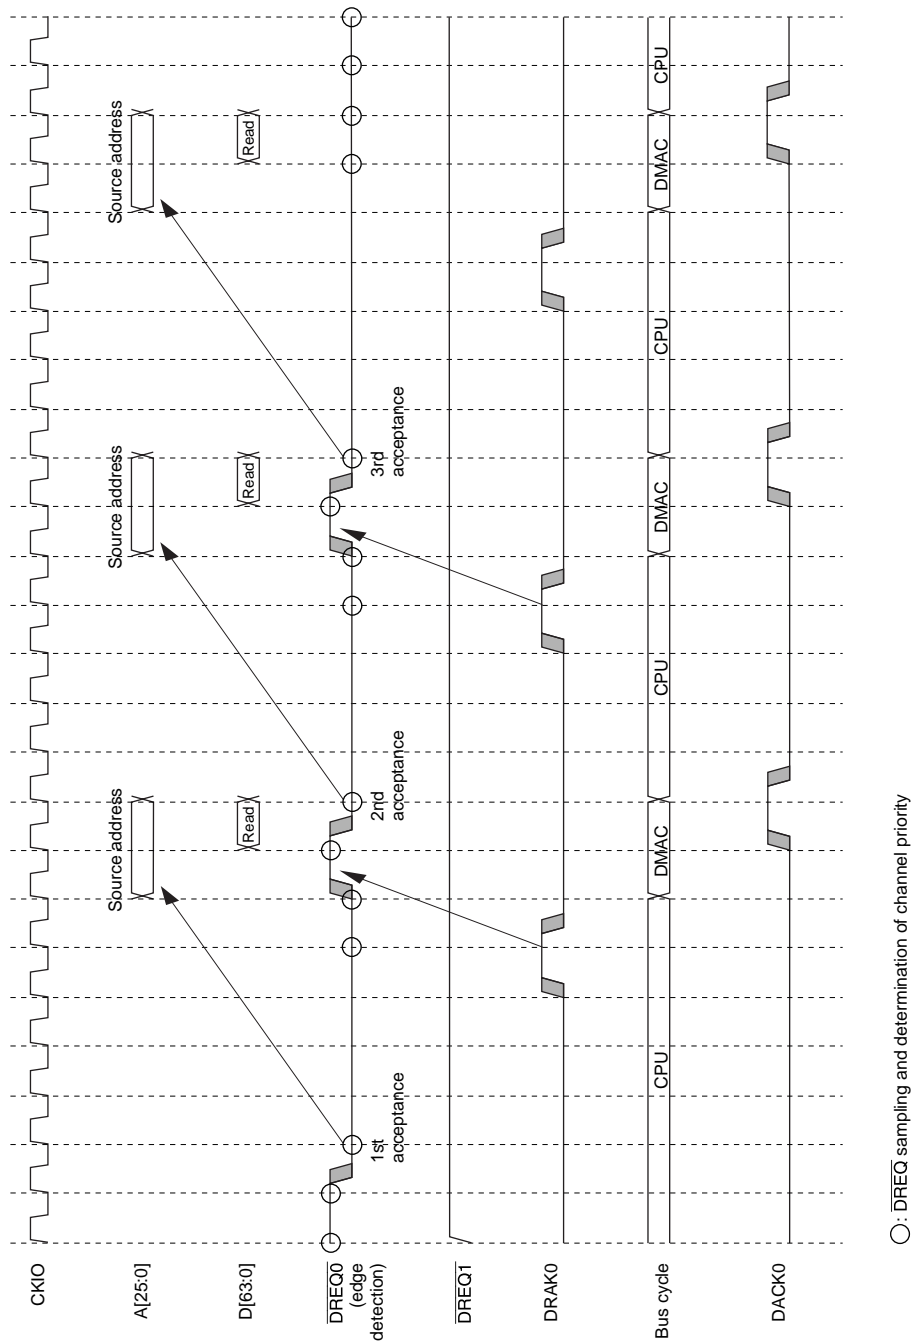 CKIO
A[25:0]
Source address
Source address
Source address
D[63:0]
Read
Read
Read
DREQ0
(edge
detection)
1st
acceptance
2nd
acceptance
3rd
acceptance
DREQ1
DRAK0
Bus cycle
CPU
DMAC
CPU
DMAC
CPU
DMAC
CPU
DACK0
: DREQ sampling and determination of channel priority